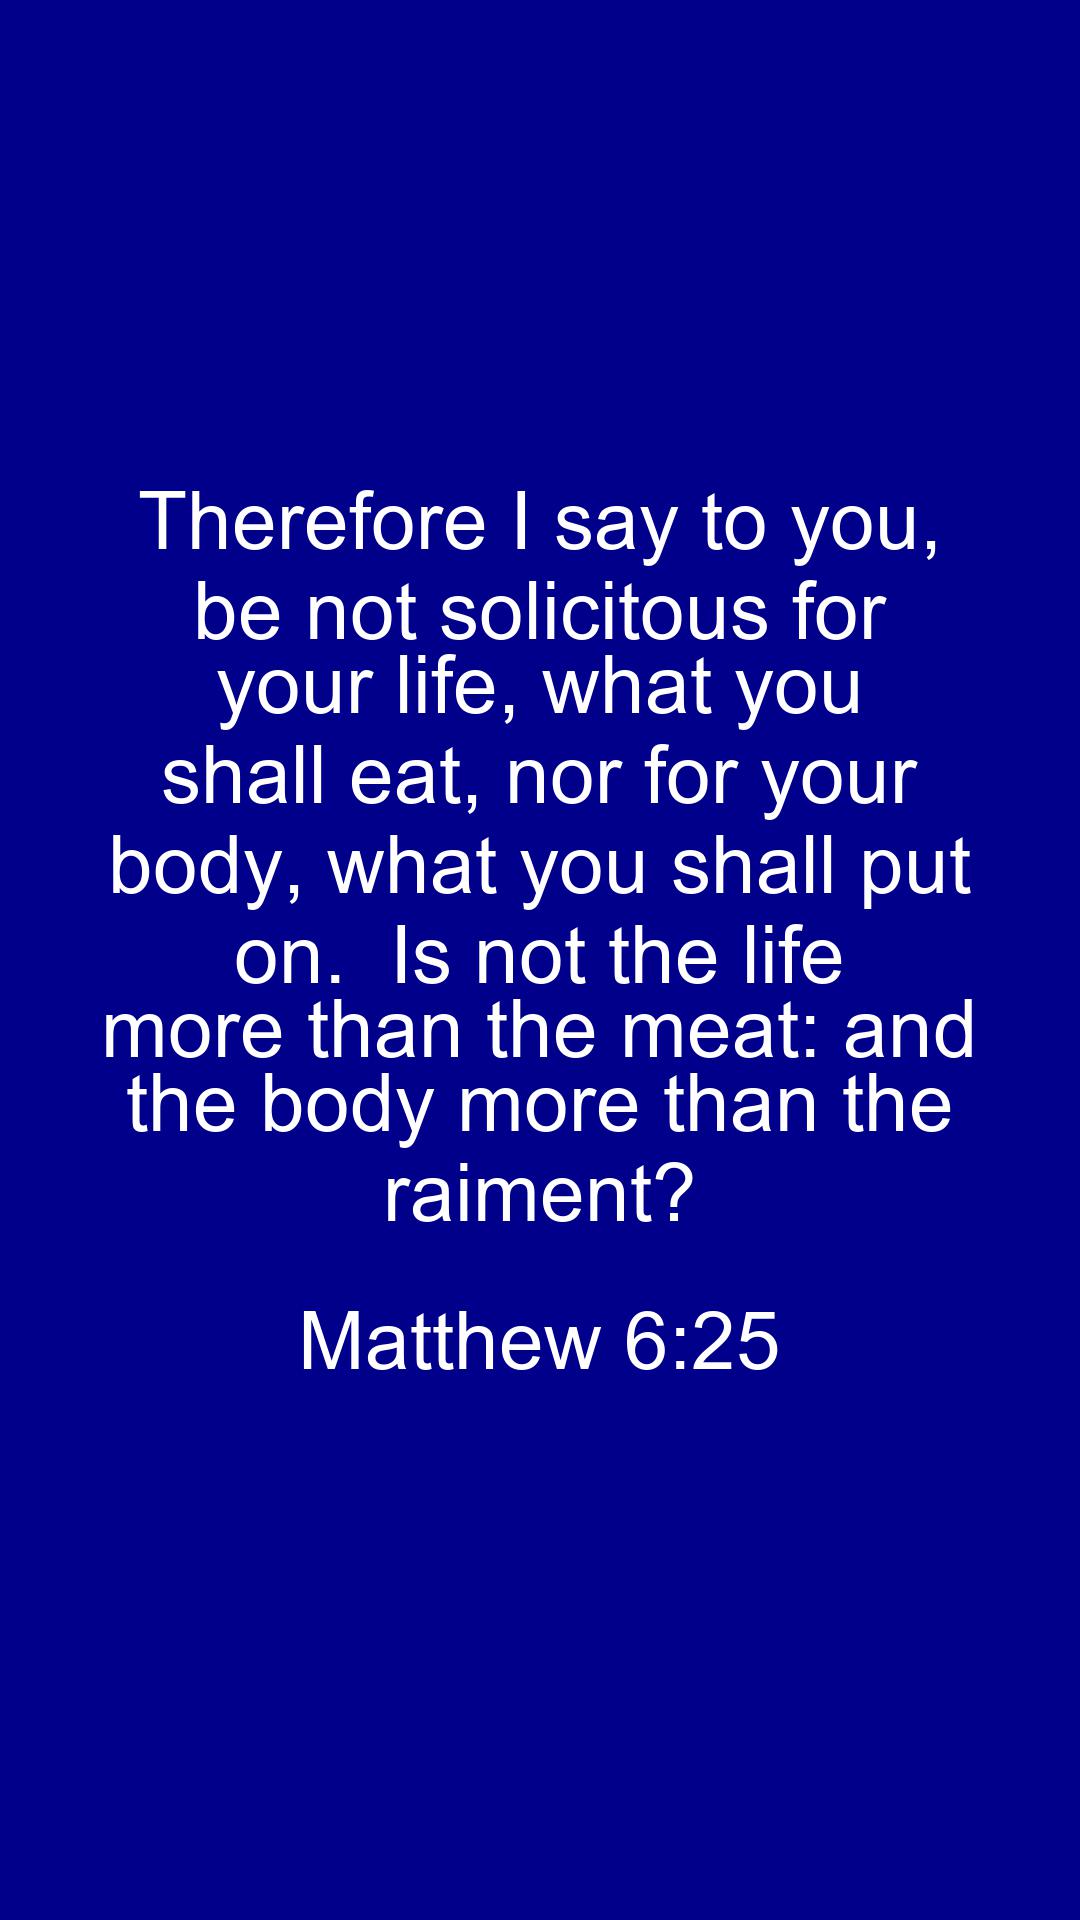 Therefore I say to you,
be not solicitous for
your life, what you
shall eat, nor for your
body, what you shall put
on.  Is not the life
more than the meat: and
the body more than the
raiment?
Matthew 6:25